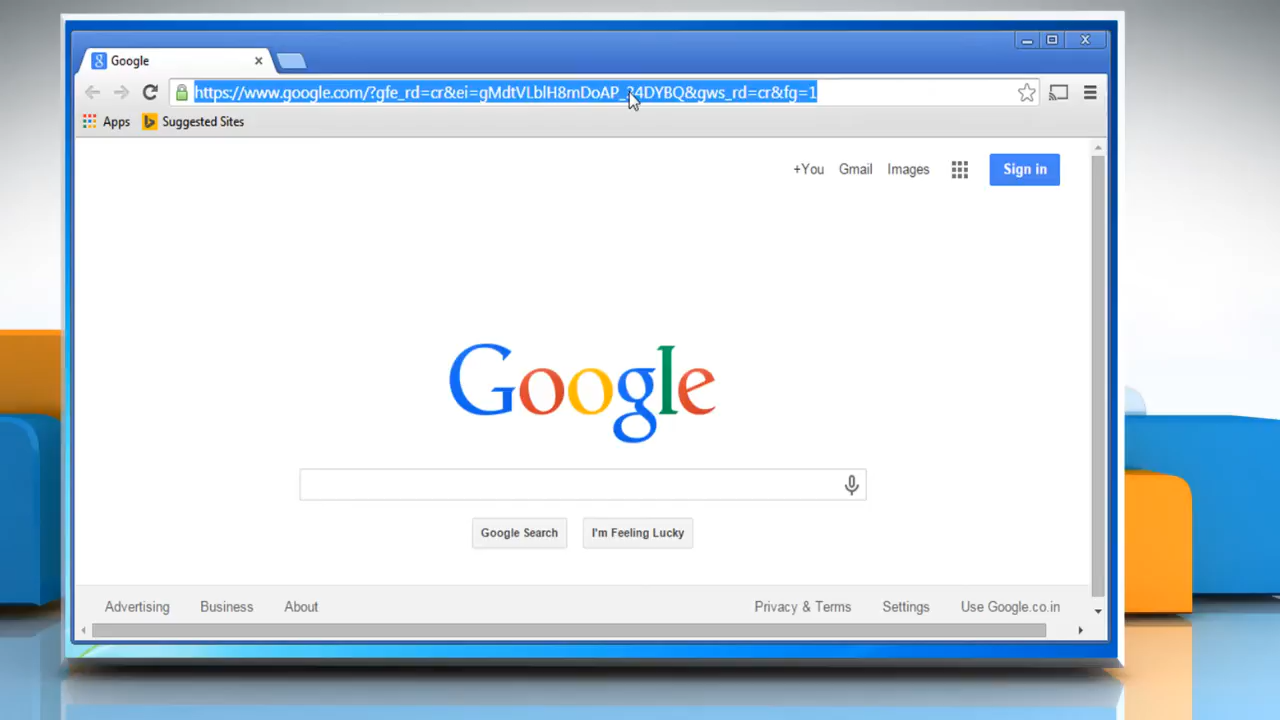 Google
https://www.google.com/?gfe_rd=cr&ei=gMdtVLblH8rnDoAP_24DYBQ&gws_rd=cr&fg=1
Apps Suggested Sites
+You Gmail Images Sign in
Google
Google Search I'm Feeling Lucky
Advertising Business About Privacy & Terms Settings Use Google.co.in